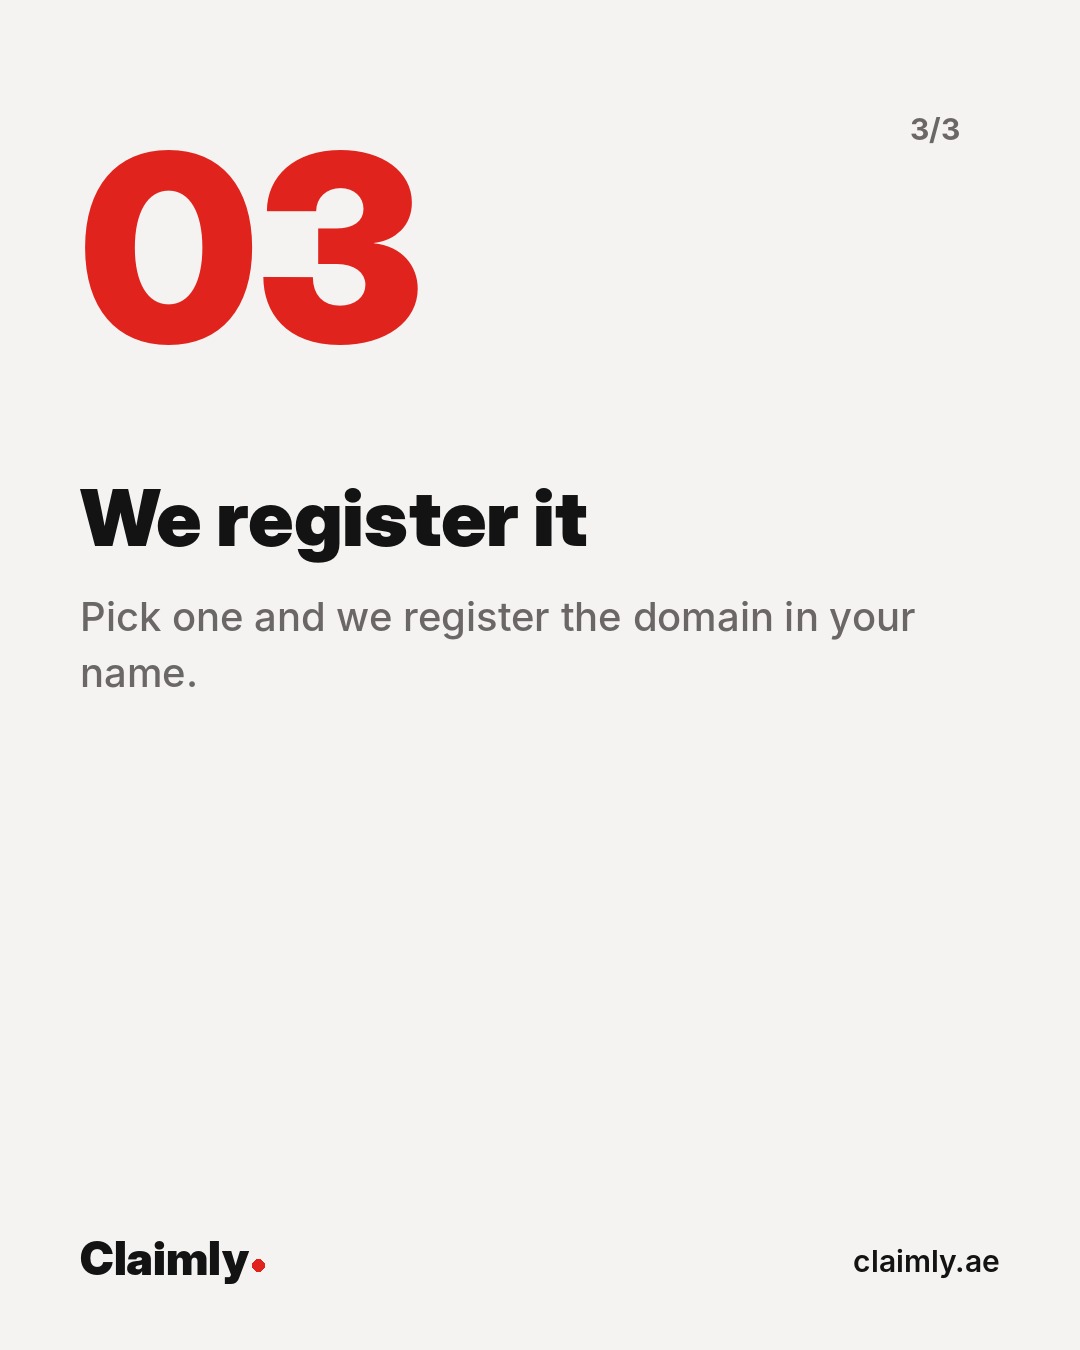 3/3
03
We register it
Pick one and we register the domain in your
name.
Claimly.
claimly.ae